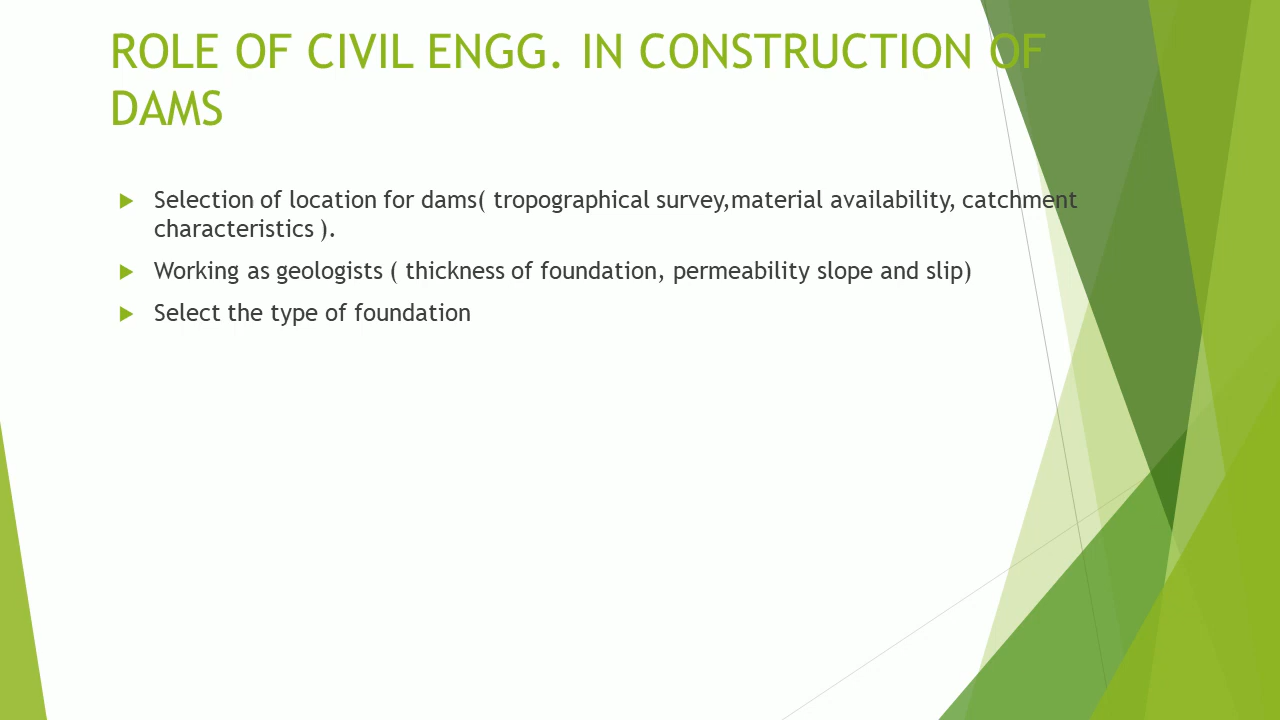 ROLE OF CIVIL ENGG. IN CONSTRUCTION OF
DAMS
Selection of location for dams( tropographical survey,material availability, catchment
characteristics ).
Working as geologists ( thickness of foundation, permeability slope and slip)
Select the type of foundation